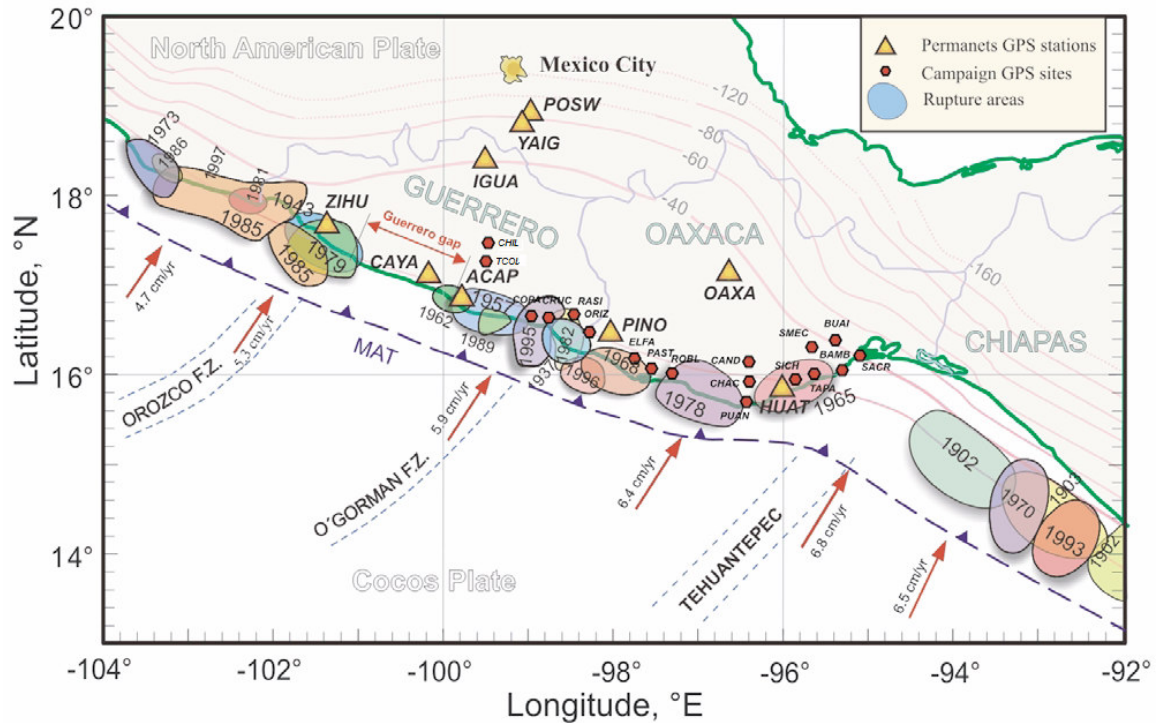 20°
18°
16°
14°
Latitude, °N
-104°
-102°
-100°
-98°
-96°
-94°
-92°
Longitude, °E
North American Plate
Mexico City
Permanets GPS stations
Campaign GPS sites
Rupture areas
POSW
YAIG
IGUA
-120
-80
-60
-40
-160
1973
1986
1997
1981
1943
1985
ZIHU
1985
1979
Guerrero gap
GUERRERO
OAXACA
CHIAPAS
CHIL
TCOL
CAYA
ACAP
OAXA
1962
1957
1989
COPA
CRUC
RASI
ORIZ
1995
1982
PINO
ELFA
PAST
ROBL
1996
1968
1978
CAND
CHAC
PUAN
SMEC
BUAI
BAMB
SACR
SICH
TAPA
HUAT
1965
1902
1970
1903
1993
1902
MAT
4.7 cm/yr
5.3 cm/yr
5.9 cm/yr
6.4 cm/yr
6.8 cm/yr
6.5 cm/yr
OROZCO F.Z.
O´GORMAN F.Z.
TEHUANTEPEC
Cocos Plate